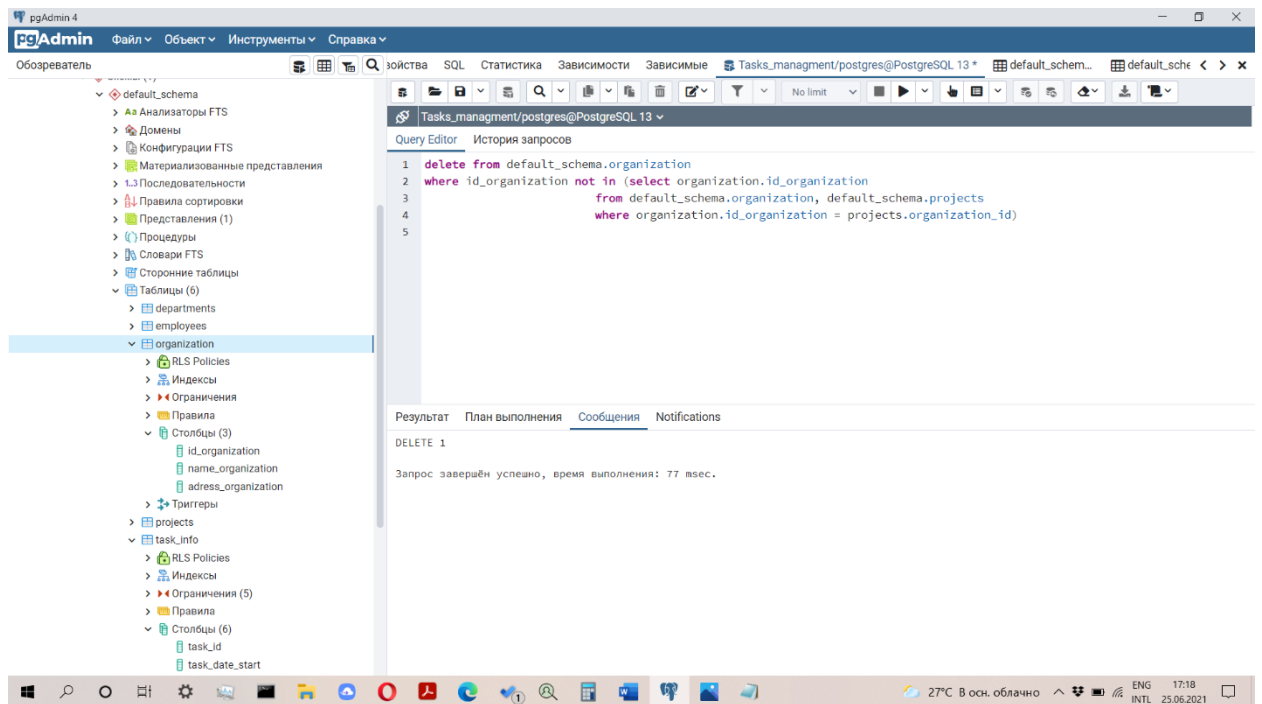 pgAdmin 4
pgAdmin Файл Объект Инструменты Справка
Обозреватель
войства SQL Статистика Зависимости Зависимые Tasks_managment/postgres@PostgreSQL 13 * default_schem... default_sche
default_schema
Аа Анализаторы FTS
Домены
Конфигурации FTS
Материализованные представления
1..3 Последовательности
Правила сортировки
Представления (1)
Процедуры
Словари FTS
Сторонние таблицы
Таблицы (6)
departments
employees
organization
RLS Policies
Индексы
Ограничения
Правила
Столбцы (3)
id_organization
name_organization
adress_organization
Триггеры
projects
task_info
RLS Policies
Индексы
Ограничения (5)
Правила
Столбцы (6)
task_id
task_date_start
No limit
Tasks_managment/postgres@PostgreSQL 13
Query Editor История запросов
1 delete from default_schema.organization
2 where id_organization not in (select organization.id_organization
3 from default_schema.organization, default_schema.projects
4 where organization.id_organization = projects.organization_id)
5
Результат План выполнения Сообщения Notifications
DELETE 1
Запрос завершён успешно, время выполнения: 77 msec.
27°C В осн. облачно ENG 17:18
INTL 25.06.2021